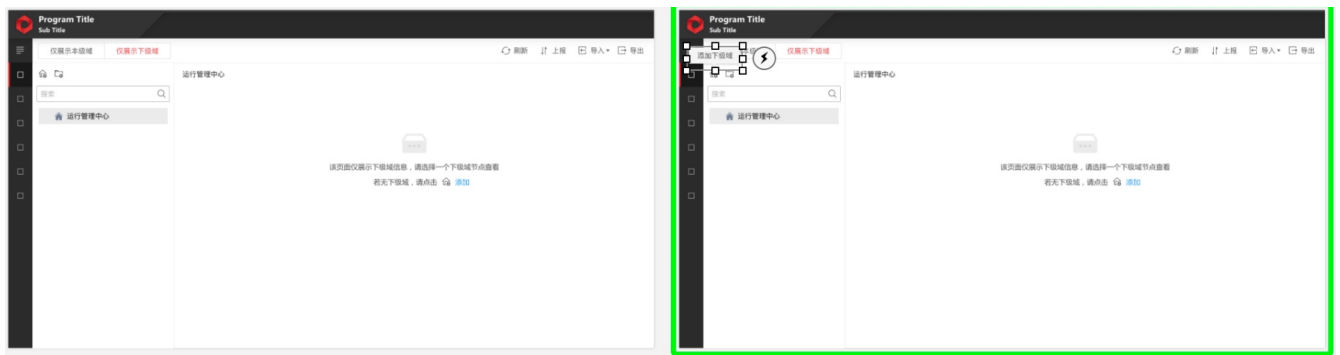 Program Title
Sub Title
仅展示本级域 仅展示下级域 刷新 上报 导入 导出
运行管理中心
搜索
运行管理中心
该页面仅展示下级域信息，请选择一个下级域节点查看
若无下级域，请点击 添加
Program Title
Sub Title
添加下级域 仅展示下级域 刷新 上报 导入 导出
运行管理中心
搜索
运行管理中心
该页面仅展示下级域信息，请选择一个下级域节点查看
若无下级域，请点击 添加